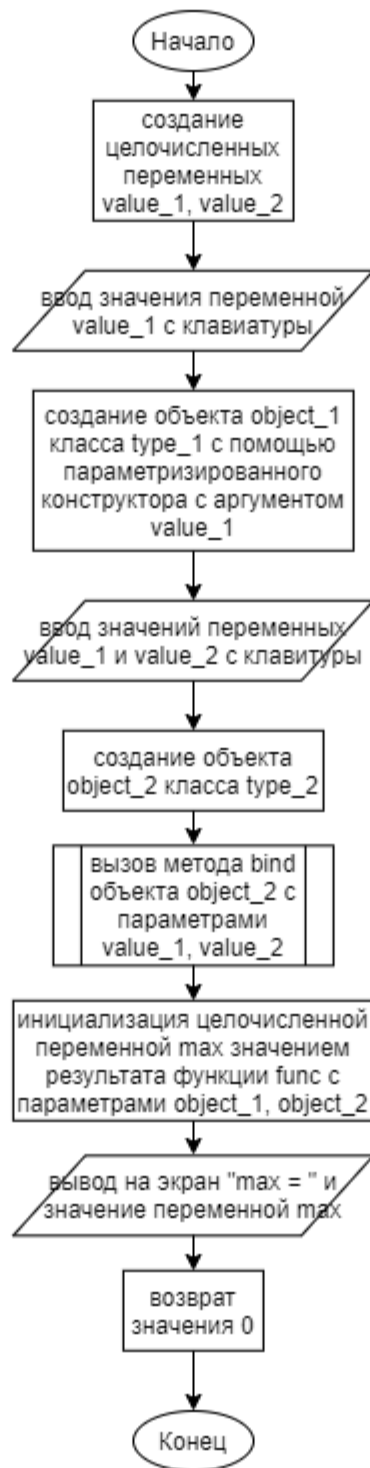 Начало
создание
целочисленных
переменных
value_1, value_2
ввод значения переменной
value_1 с клавиатуры
создание объекта object_1
класса type_1 с помощью
параметризированного
конструктора с аргументом
value_1
ввод значений переменных
value_1 и value_2 с клавитуры
создание объекта
object_2 класса type_2
вызов метода bind
объекта object_2 с
параметрами
value_1, value_2
инициализация целочисленной
переменной max значением
результата функции func с
параметрами object_1, object_2
вывод на экран "max = " и
значение переменной max
возврат
значения 0
Конец